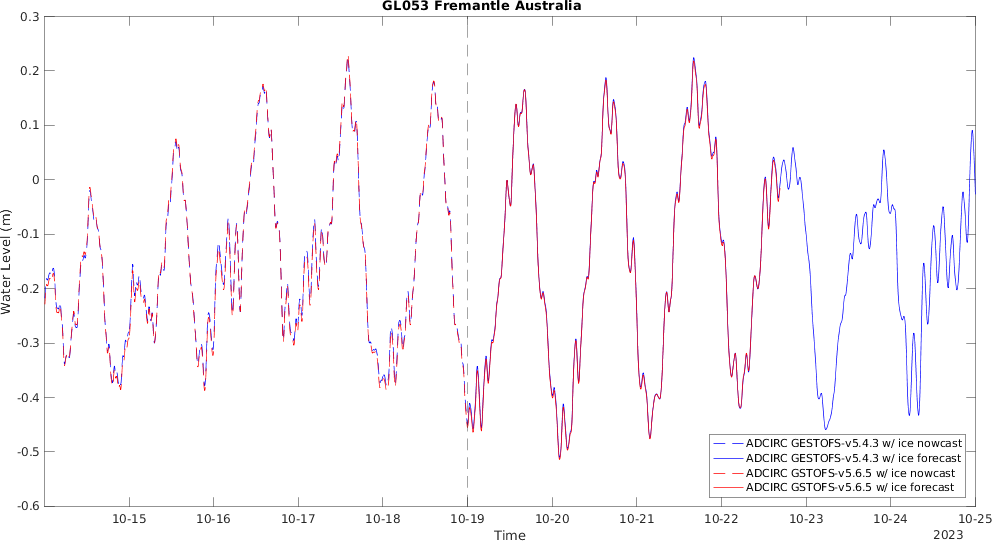 GL053 Fremantle Australia
0.3
0.2
0.1
0
-0.1
-0.2
-0.3
-0.4
-0.5
-0.6
Water Level (m)
ADCIRC GESTOFS-v5.4.3 w/ ice nowcast
ADCIRC GESTOFS-v5.4.3 w/ ice forecast
ADCIRC GSTOFS-v5.6.5 w/ ice nowcast
ADCIRC GSTOFS-v5.6.5 w/ ice forecast
10-15 10-16 10-17 10-18 10-19 10-20 10-21 10-22 10-23 10-24 10-25
Time
2023